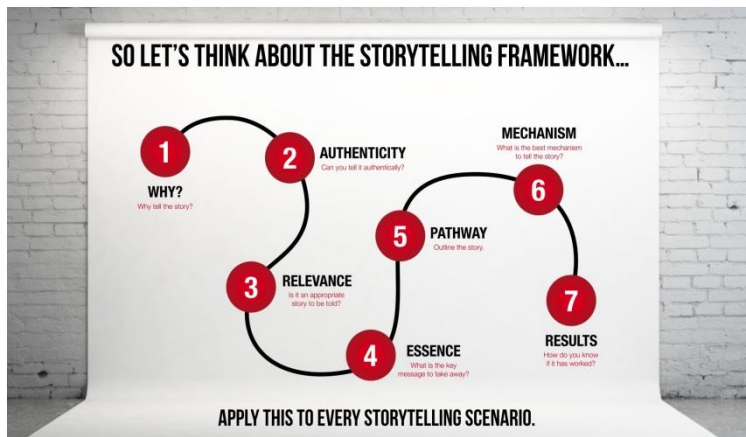 SO LET'S THINK ABOUT THE STORYTELLING FRAMEWORK...
1
WHY?
Why tell the story?
2
AUTHENTICITY
Can you tell it authentically?
3
RELEVANCE
Is it an appropriate
story to be told?
4
ESSENCE
What is the key
message to take away?
5
PATHWAY
Outline the story.
MECHANISM
What is the best mechanism
to tell the story?
6
7
RESULTS
How do you know
if it has worked?
APPLY THIS TO EVERY STORYTELLING SCENARIO.